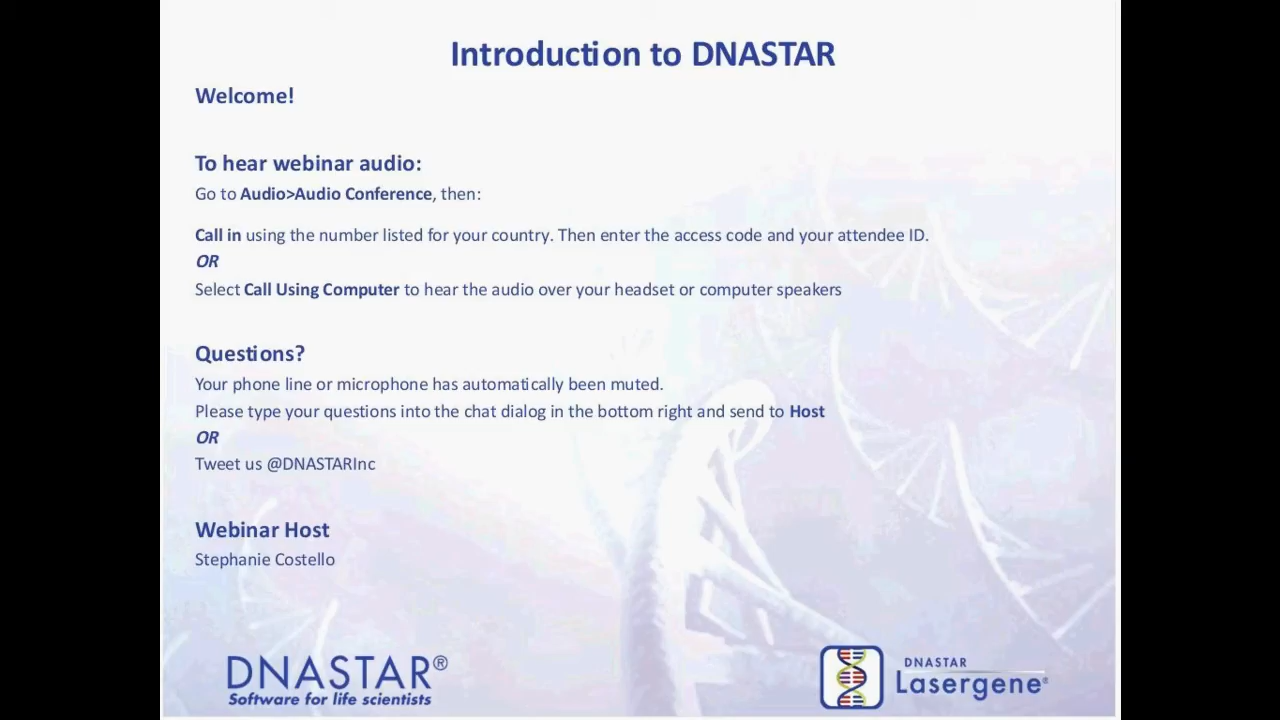 Introduction to DNASTAR
Welcome!
To hear webinar audio:
Go to Audio>Audio Conference, then:
Call in using the number listed for your country. Then enter the access code and your attendee ID.
OR
Select Call Using Computer to hear the audio over your headset or computer speakers
Questions?
Your phone line or microphone has automatically been muted.
Please type your questions into the chat dialog in the bottom right and send to Host
OR
Tweet us @DNASTARInc
Webinar Host
Stephanie Costello
DNASTAR®
Software for life scientists
DNASTAR
Lasergene®